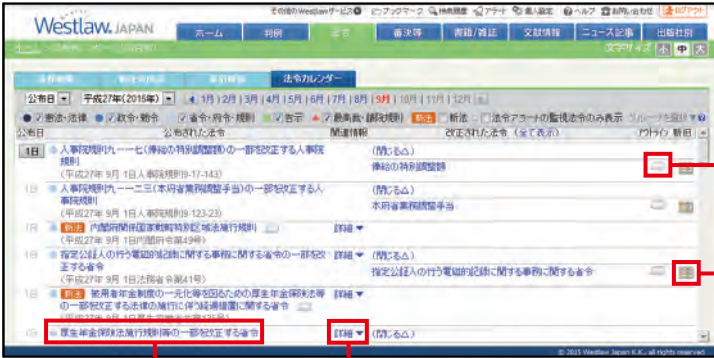 その他のWestlawサービス ブックマーク 検索履歴 アラート 個人設定 ヘルプ お問い合わせ ログアウト
Westlaw. JAPAN
ホーム 判例 法令 審決等 書籍/雑誌 文献情報 ニュース記事 出版社別
文字サイズ 小 中 大
法令カレンダー
公布日 平成27年(2015年) 1月 | 2月 | 3月 | 4月 | 5月 | 6月 | 7月 | 8月 | 9月 | 10月 | 11月 | 12月
憲法・法律 政令・勅令 省令・府令・規則 告示 最高裁・議院規則 新法 新法 法令アラートの監視法令のみ表示
公布日 公布された法令 関連情報 改正された法令 (全て表示) アウトライン 新旧
1日 人事院規則九―一七(俸給の特別調整額)の一部を改正する人事院 (閉じる△)
規則 俸給の特別調整額
(平成27年 9月 1日人事院規則9-17-143)
1日 人事院規則九―一二三(本府省業務調整手当)の一部を改正する人 (閉じる△)
事院規則 本府省業務調整手当
(平成27年 9月 1日人事院規則9-123-23)
1日 新法 内閣府関係国家戦略特別区域法施行規則 詳細▼
(平成27年 9月 1日内閣府令第49号)
1日 指定公証人の行う電磁的記録に関する事務に関する省令の一部を改 詳細▼ (閉じる△)
正する省令 指定公証人の行う電磁的記録に関する事務に関する省令
(平成27年 9月 1日法務省令第41号)
1日 新法 被用者年金制度の一元化等を図るための厚生年金保険法等 詳細▼
の一部を改正する法律の施行に伴う経過措置に関する省令
1日 厚生年金保険法施行規則等の一部を改正する省令 詳細▼ (閉じる△)
© 2015 Westlaw Japan K.K., all rights reserved